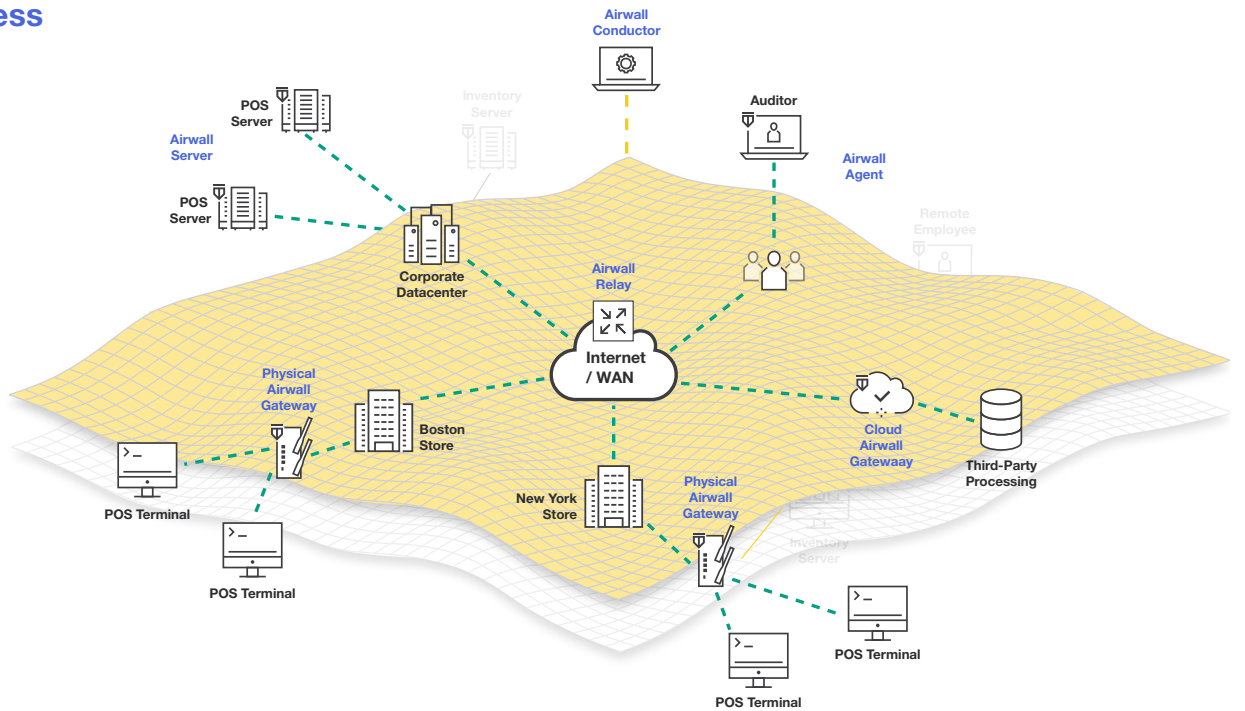 ess
Airwall
Conductor
Inventory
Server
POS
Server
Auditor
Airwall
Server
Airwall
Agent
POS
Server
Remote
Employee
Corporate
Datacenter
Airwall
Relay
Internet
/ WAN
Physical
Airwall
Gateway
Boston
Store
Cloud
Airwall
Gatewaay
Third-Party
Processing
New York
Store
Physical
Airwall
Gateway
Inventory
Server
>_
POS Terminal
>_
POS Terminal
>_
POS Terminal
>_
POS Terminal